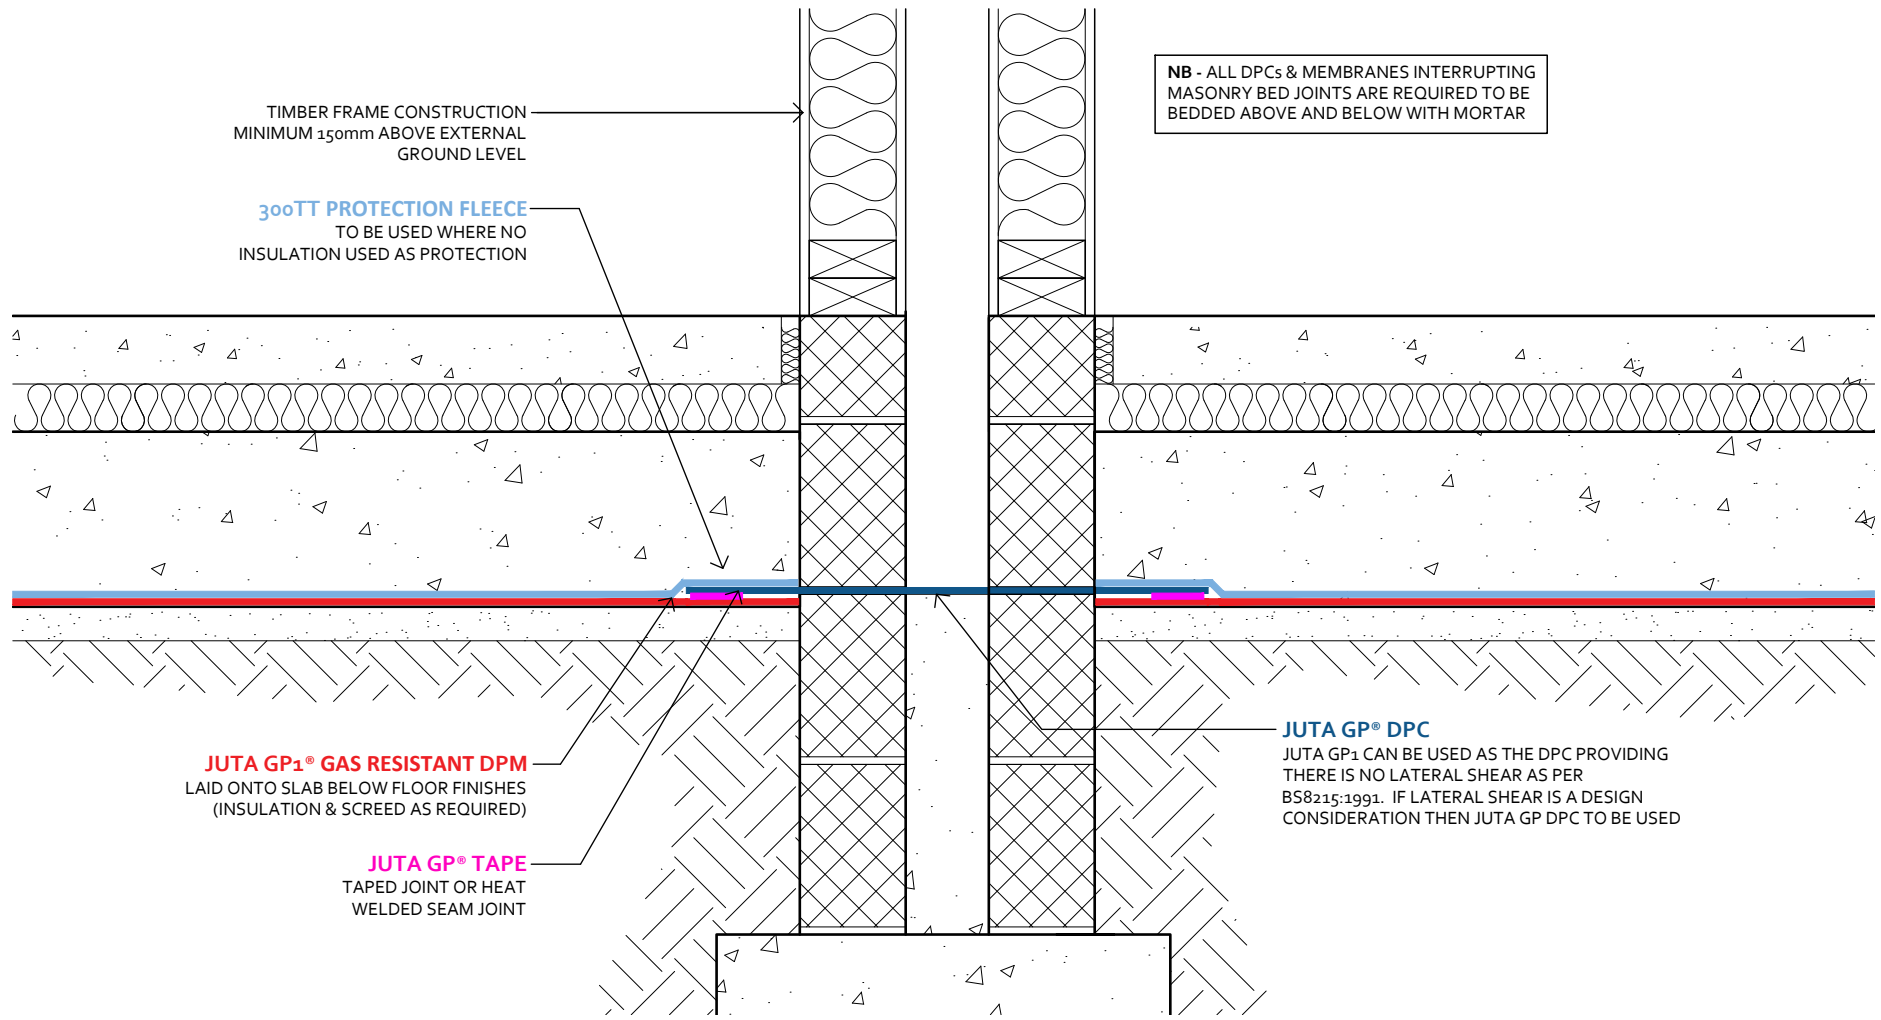 TIMBER FRAME CONSTRUCTION
MINIMUM 150mm ABOVE EXTERNAL
GROUND LEVEL
300TT PROTECTION FLEECE
TO BE USED WHERE NO
INSULATION USED AS PROTECTION
NB - ALL DPCs & MEMBRANES INTERRUPTING
MASONRY BED JOINTS ARE REQUIRED TO BE
BEDDED ABOVE AND BELOW WITH MORTAR
JUTA GP1® GAS RESISTANT DPM
LAID ONTO SLAB BELOW FLOOR FINISHES
(INSULATION & SCREED AS REQUIRED)
JUTA GP® TAPE
TAPED JOINT OR HEAT
WELDED SEAM JOINT
JUTA GP® DPC
JUTA GP1 CAN BE USED AS THE DPC PROVIDING
THERE IS NO LATERAL SHEAR AS PER
BS8215:1991.  IF LATERAL SHEAR IS A DESIGN
CONSIDERATION THEN JUTA GP DPC TO BE USED